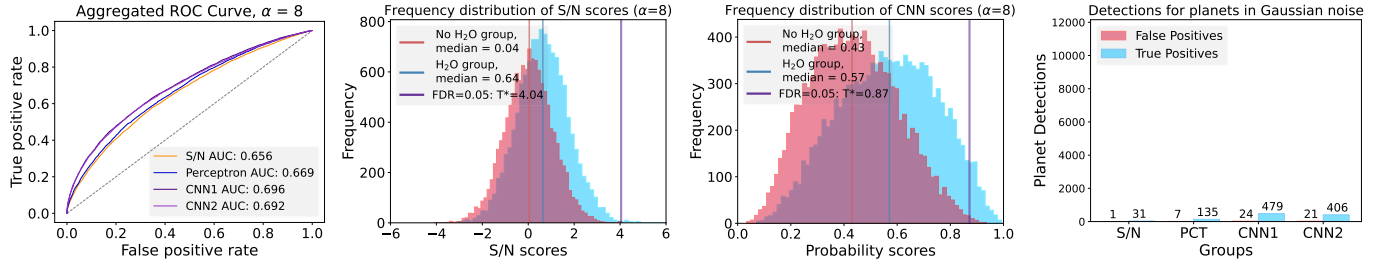 Aggregated ROC Curve, α = 8
True positive rate
1.0
0.8
0.6
0.4
0.2
0.0
S/N AUC: 0.656
Perceptron AUC: 0.669
CNN1 AUC: 0.696
CNN2 AUC: 0.692
0.0 0.2 0.4 0.6 0.8 1.0
False positive rate
Frequency distribution of S/N scores (α=8)
Frequency
800
600
400
200
0
No H₂O group,
median = 0.04
H₂O group,
median = 0.64
FDR=0.05: T*=4.04
−6 −4 −2 0 2 4 6
S/N scores
Frequency distribution of CNN scores (α=8)
Frequency
400
300
200
100
0
No H₂O group,
median = 0.43
H₂O group,
median = 0.57
FDR=0.05: T*=0.87
0.0 0.2 0.4 0.6 0.8 1.0
Probability scores
Detections for planets in Gaussian noise
Planet Detections
12000
10000
8000
6000
4000
2000
0
False Positives
True Positives
1 31 7 135 24 479 21 406
S/N PCT CNN1 CNN2
Groups